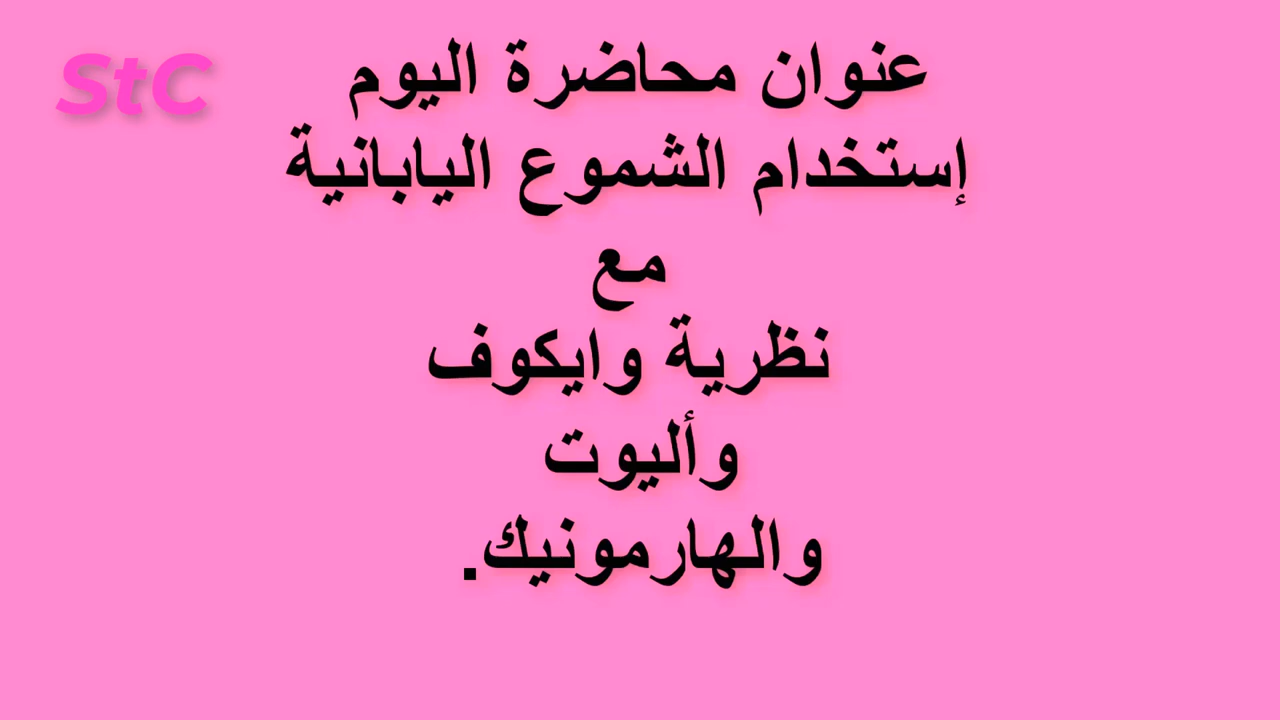 StC
عنوان محاضرة اليوم
إستخدام الشموع اليابانية
مع
نظرية وايكوف
وأليوت
والهارمونيك.